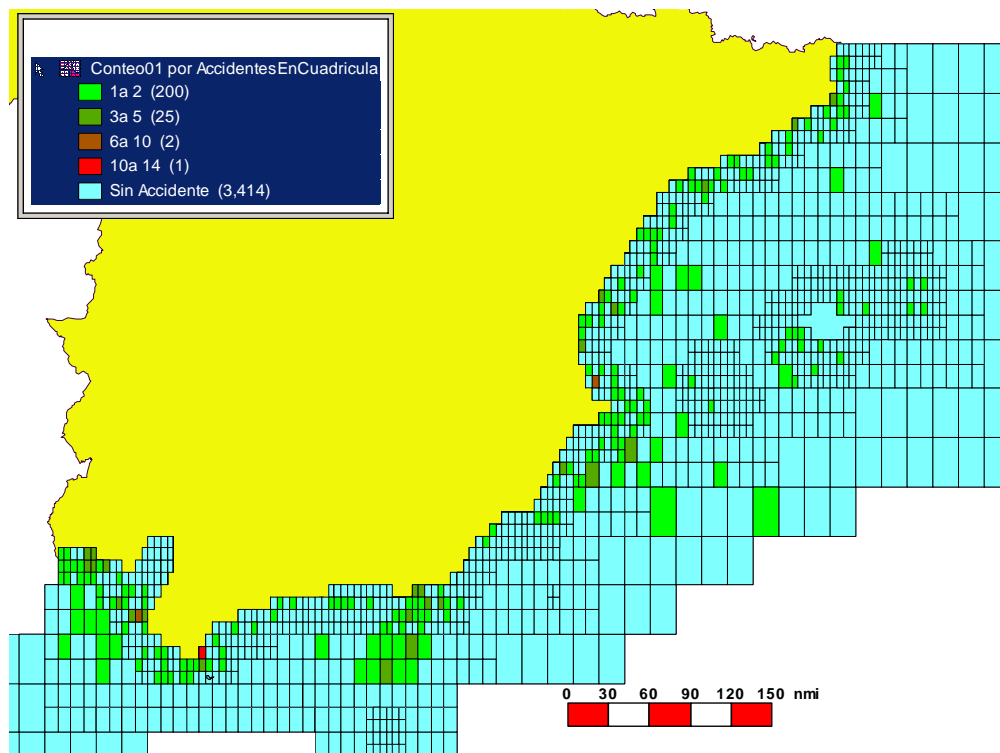 Conteo01 por AccidentesEnCuadricula
1a 2 (200)
3a 5 (25)
6a 10 (2)
10a 14 (1)
Sin Accidente (3,414)
0 30 60 90 120 150 nmi